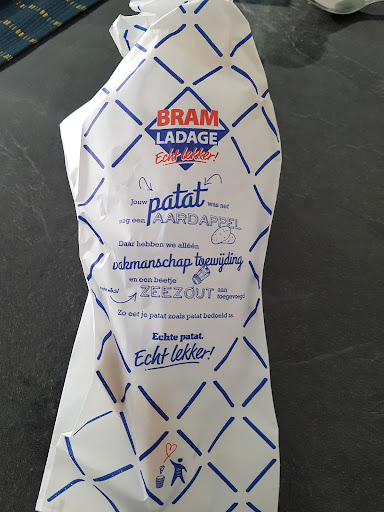 BRAM
LADAGE
Echt lekker!
Jouw patat was net
nog een AARDAPPEL
Daar hebben we alléén
vakmanschap toewijding
en een beetje
ZEEZOUT aan
toegevoegd
Zo eet je patat zoals patat bedoeld is.
Echte patat.
Echt lekker!